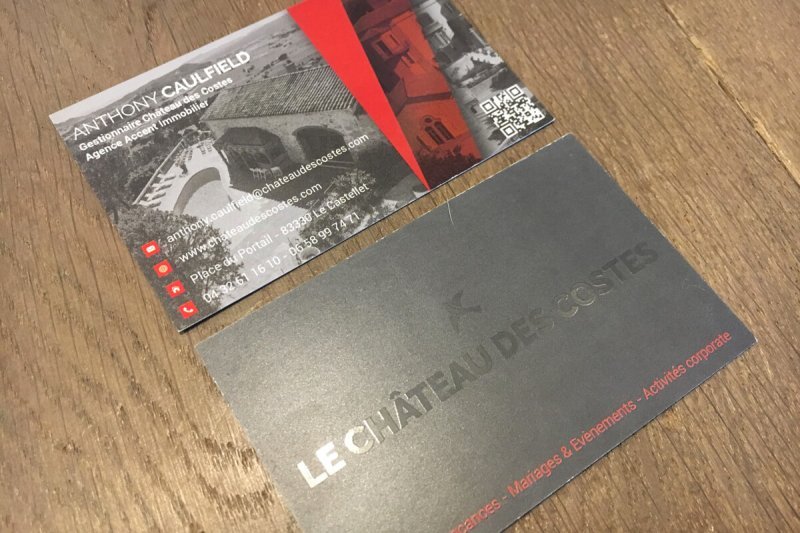 ANTHONY CAULFIELD
Gestionnaire Château des Costes
Agence Accent Immobilier
anthony.caulfield@chateaudescostes.com
www.chateaudescostes.com
Place du Portail - 83330 Le Castellet
04 32 61 16 10 - 06 58 99 74 71
LE CHÂTEAU DES COSTES
- Mariages & Evènements - Activités corporate